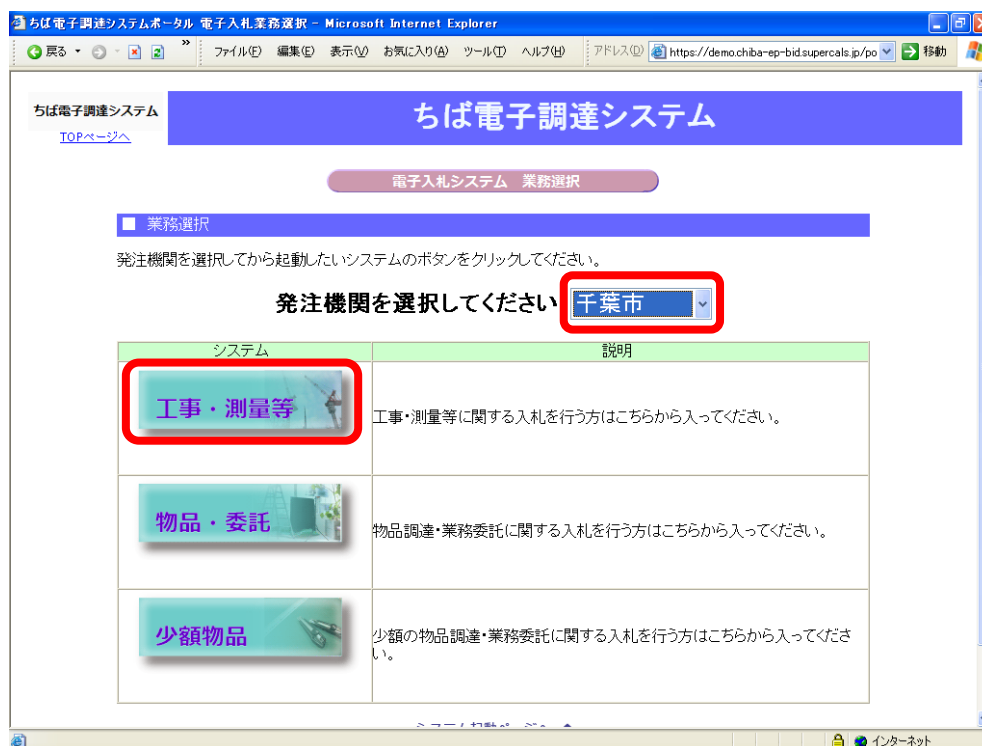 ちば電子調達システムポータル 電子入札業務選択 - Microsoft Internet Explorer
戻る » ファイル(F) 編集(E) 表示(V) お気に入り(A) ツール(T) ヘルプ(H) アドレス(D) https://demo.chiba-ep-bid.supercals.jp/po 移動
ちば電子調達システム
TOPページへ
ちば電子調達システム
電子入札システム 業務選択
■ 業務選択
発注機関を選択してから起動したいシステムのボタンをクリックしてください。
発注機関を選択してください 千葉市
システム 説明
工事・測量等
工事・測量等に関する入札を行う方はこちらから入ってください。
物品・委託
物品調達・業務委託に関する入札を行う方はこちらから入ってください。
少額物品
少額の物品調達・業務委託に関する入札を行う方はこちらから入ってくださ
い。
インターネット